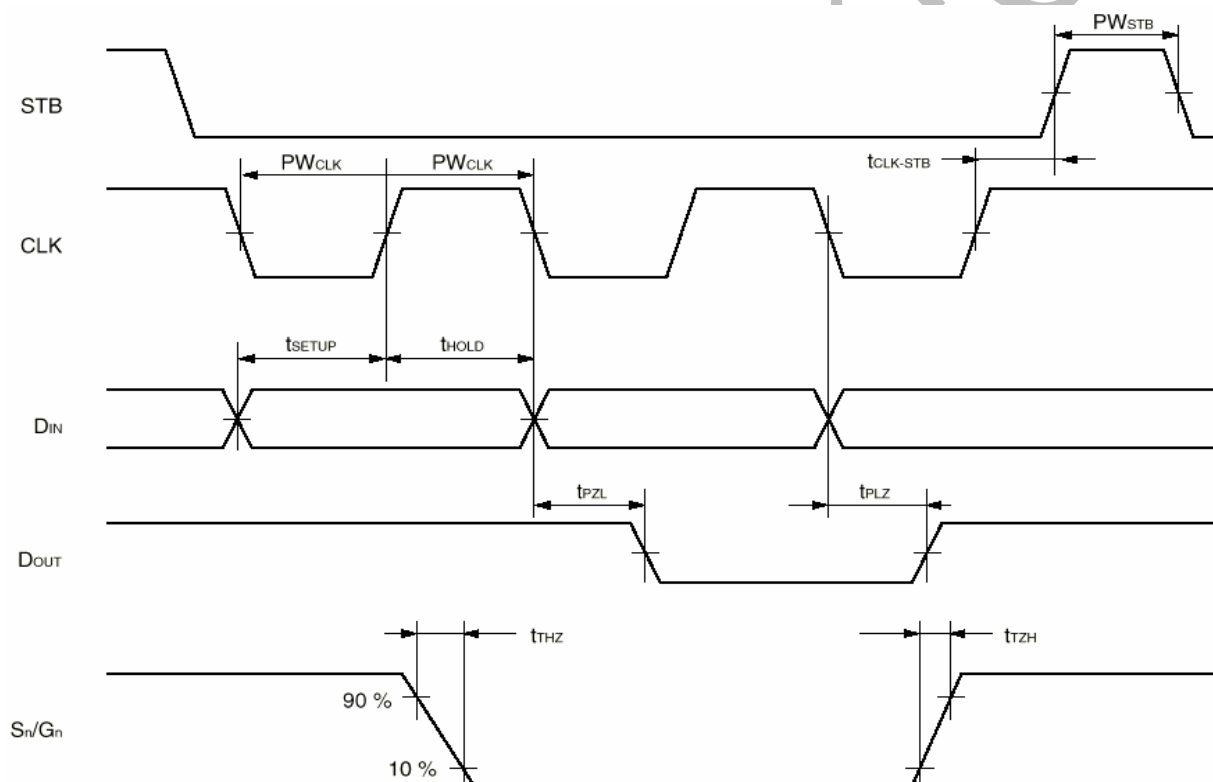 PWSTB
STB
tCLK-STB
PWCLK PWCLK
CLK
tSETUP tHOLD
DIN
tPZL tPLZ
DOUT
tTHZ tTZH
90 %
Sn/Gn
10 %